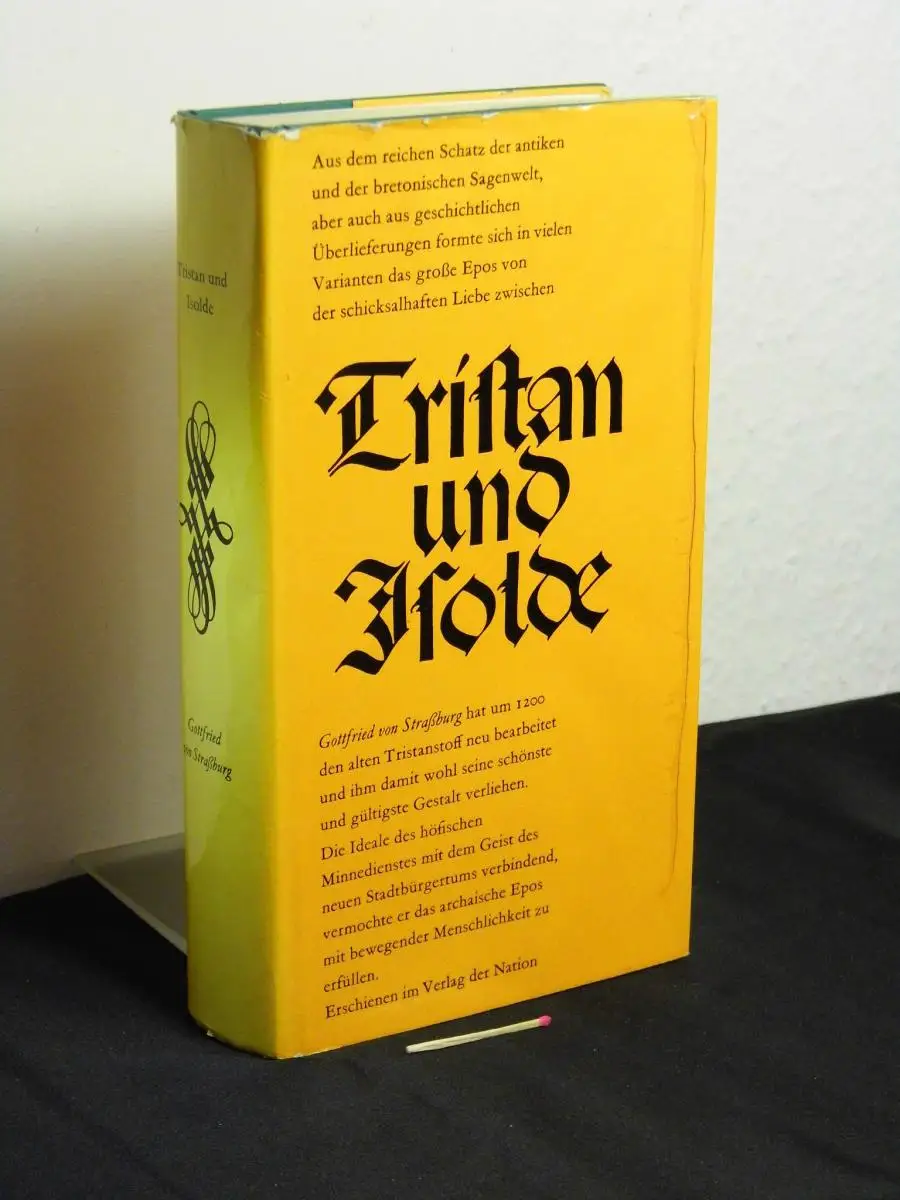 Tristan und
Isolde
Gottfried
von Straßburg
Aus dem reichen Schatz der antiken
und der bretonischen Sagenwelt,
aber auch aus geschichtlichen
Überlieferungen formte sich in vielen
Varianten das große Epos von
der schicksalhaften Liebe zwischen
Tristan
und
Isolde
Gottfried von Straßburg hat um 1200
den alten Tristanstoff neu bearbeitet
und ihm damit wohl seine schönste
und gültigste Gestalt verliehen.
Die Ideale des höfischen
Minnedienstes mit dem Geist des
neuen Stadtbürgertums verbindend,
vermochte er das archaische Epos
mit bewegender Menschlichkeit zu
erfüllen.
Erschienen im Verlag der Nation